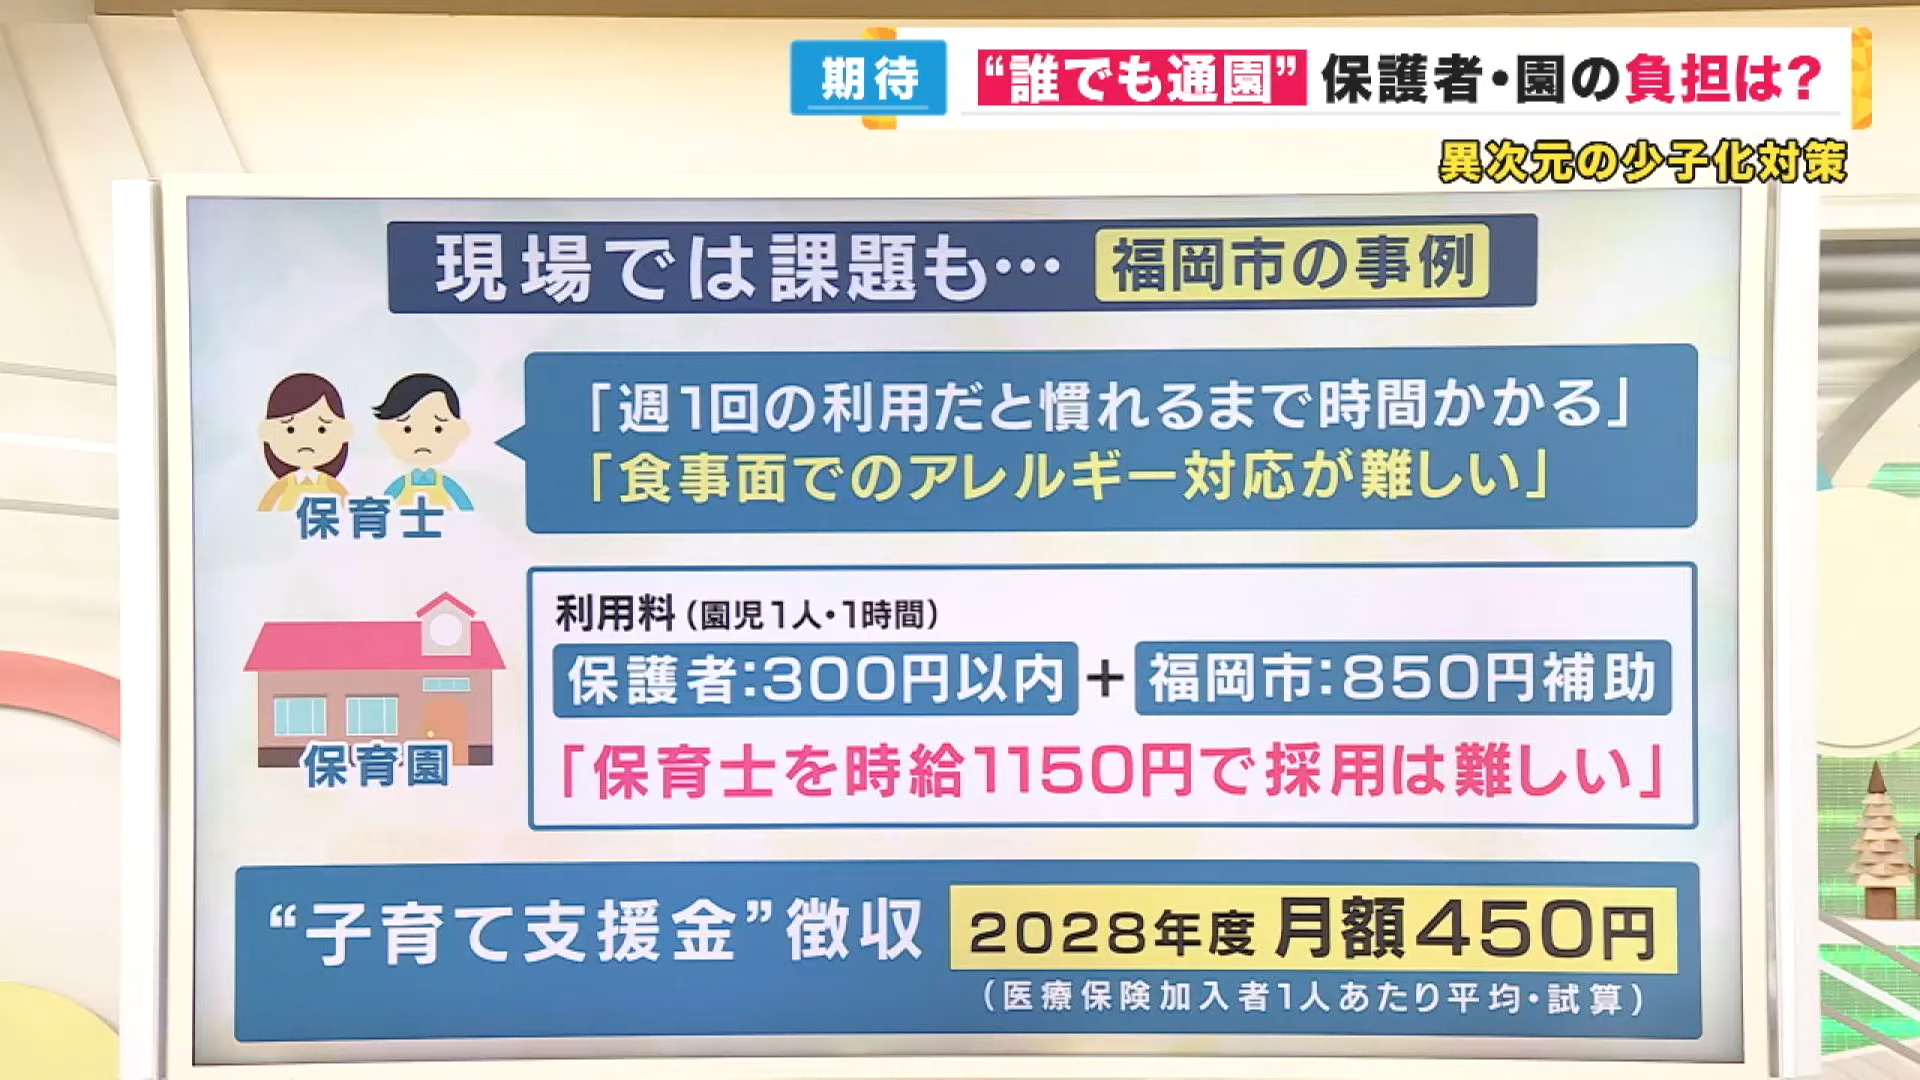 期待
“誰でも通園” 保護者・園の負担は？
異次元の少子化対策
現場では課題も… 福岡市の事例
「週1回の利用だと慣れるまで時間かかる」
「食事面でのアレルギー対応が難しい」
保育士
利用料（園児1人・1時間）
保護者：300円以内 + 福岡市：850円補助
「保育士を時給1150円で採用は難しい」
保育園
“子育て支援金”徴収 2028年度 月額450円
（医療保険加入者1人あたり平均・試算）